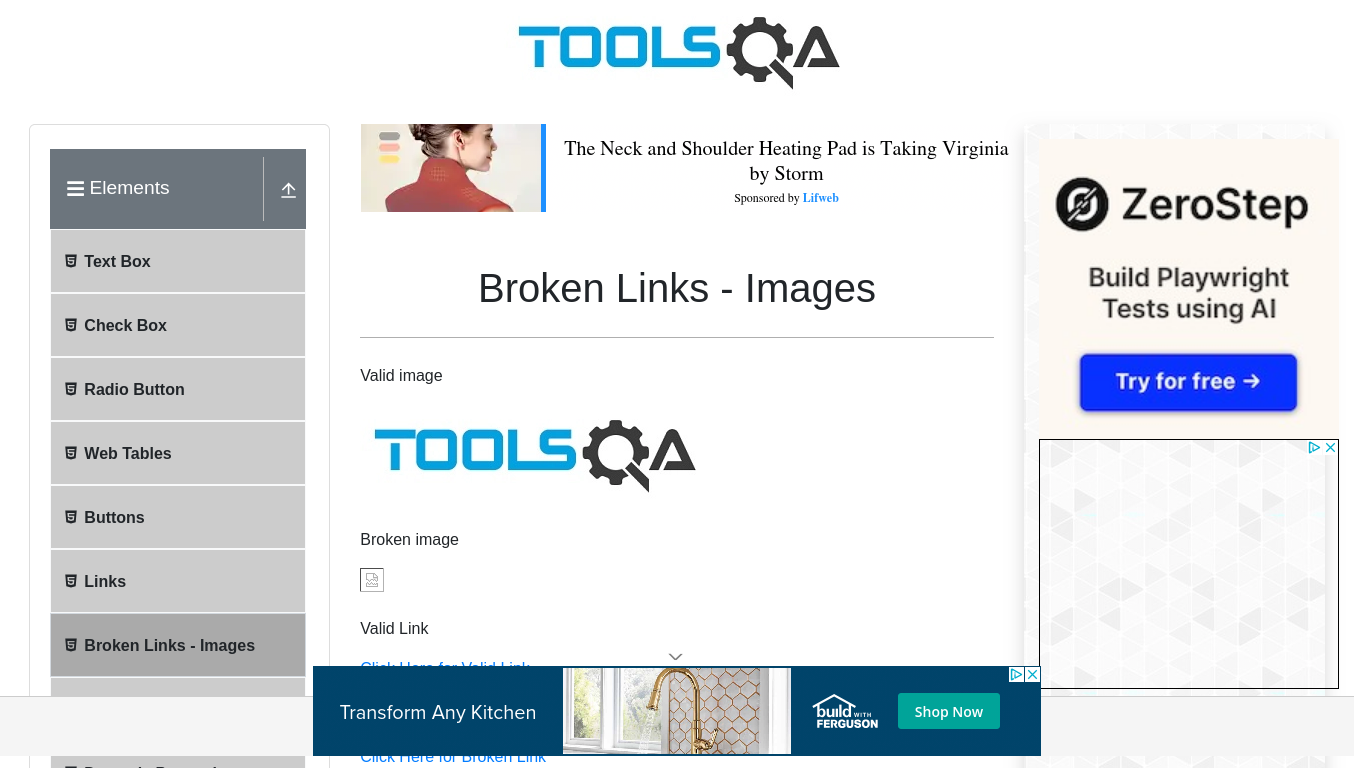 TOOLSQA
Elements
Text Box
Check Box
Radio Button
Web Tables
Buttons
Links
Broken Links - Images
The Neck and Shoulder Heating Pad is Taking Virginia
by Storm
Sponsored by Lifweb
Broken Links - Images
Valid image
TOOLSQA
Broken image
Valid Link
Click Here for Valid Link
Click Here for Broken Link
ZeroStep
Build Playwright
Tests using AI
Try for free →
Transform Any Kitchen
build WITH
FERGUSON
Shop Now